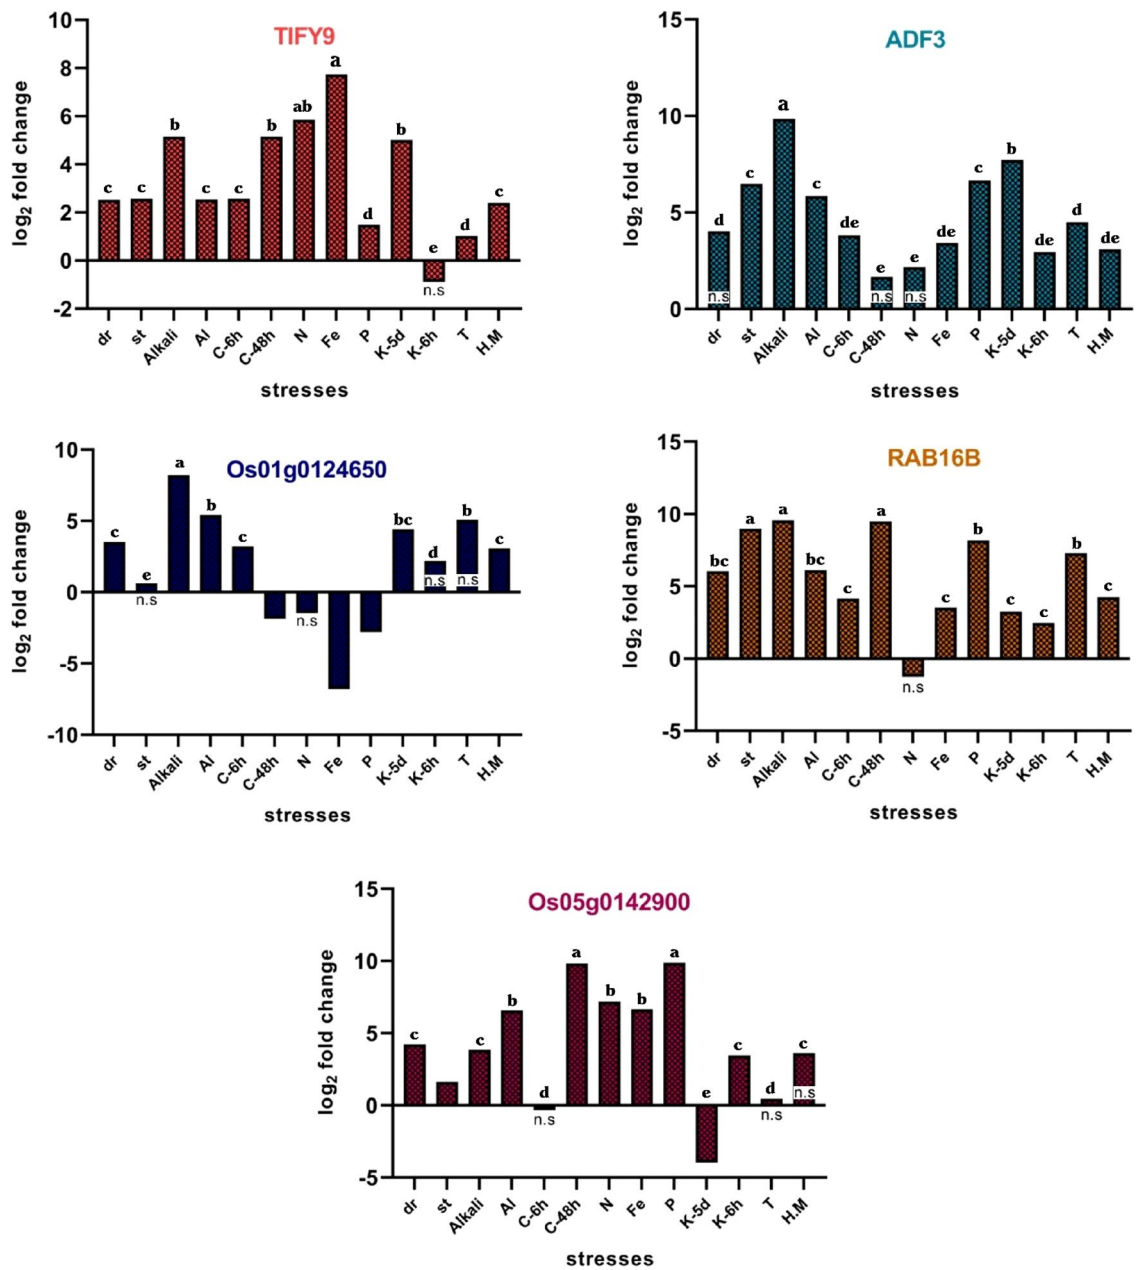 TIFY9
log2 fold change
10
8
6
4
2
0
-2
c c b c c b ab a d b e d c
n.s
dr st Alkali Al C-6h C-48h N Fe P K-5d K-6h T H.M
stresses
ADF3
log2 fold change
15
10
5
0
d c a c de e e de c b de d de
n.s n.s n.s
dr st Alkali Al C-6h C-48h N Fe P K-5d K-6h T H.M
stresses
Os01g0124650
log2 fold change
10
5
0
-5
-10
c e a b c bc d b c
n.s n.s n.s n.s
dr st Alkali Al C-6h C-48h N Fe P K-5d K-6h T H.M
stresses
RAB16B
log2 fold change
15
10
5
0
-5
bc a a bc c a c b c c b c
n.s
dr st Alkali Al C-6h C-48h N Fe P K-5d K-6h T H.M
stresses
Os05g0142900
log2 fold change
15
10
5
0
-5
c c b d a b b a e c d c
n.s n.s n.s
dr st Alkali Al C-6h C-48h N Fe P K-5d K-6h T H.M
stresses